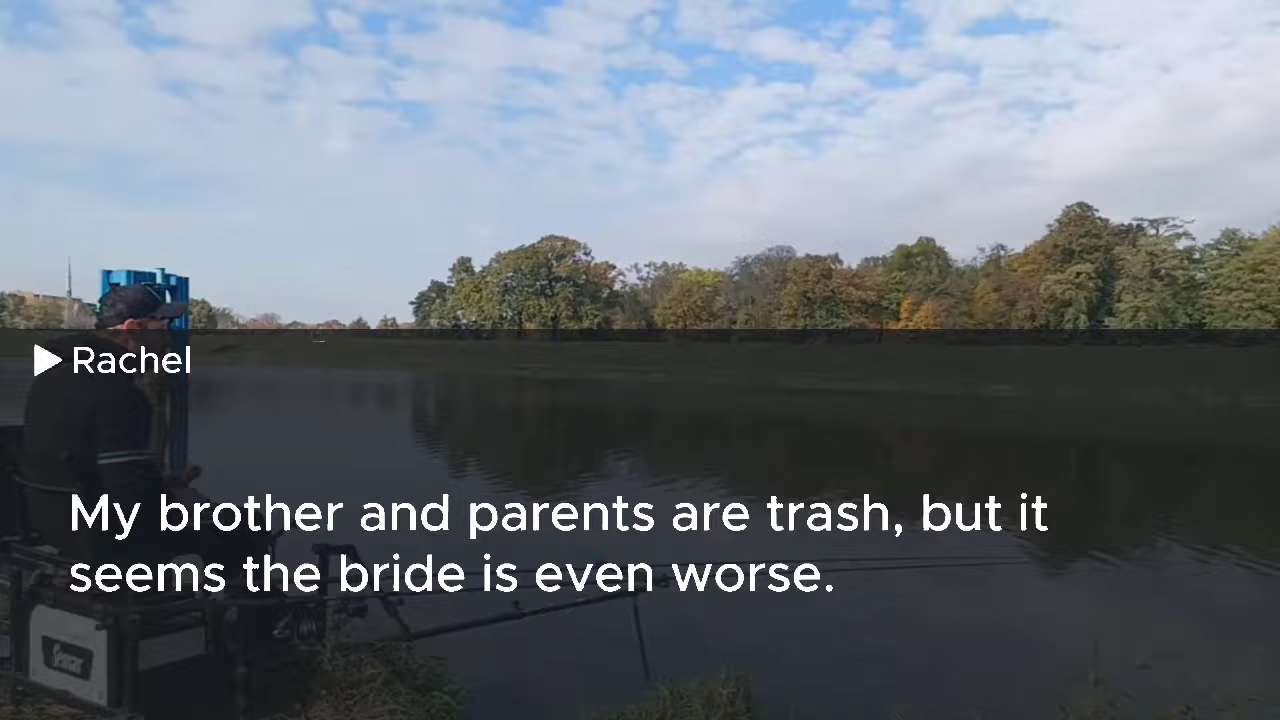 Rachel
My brother and parents are trash, but it
seems the bride is even worse.